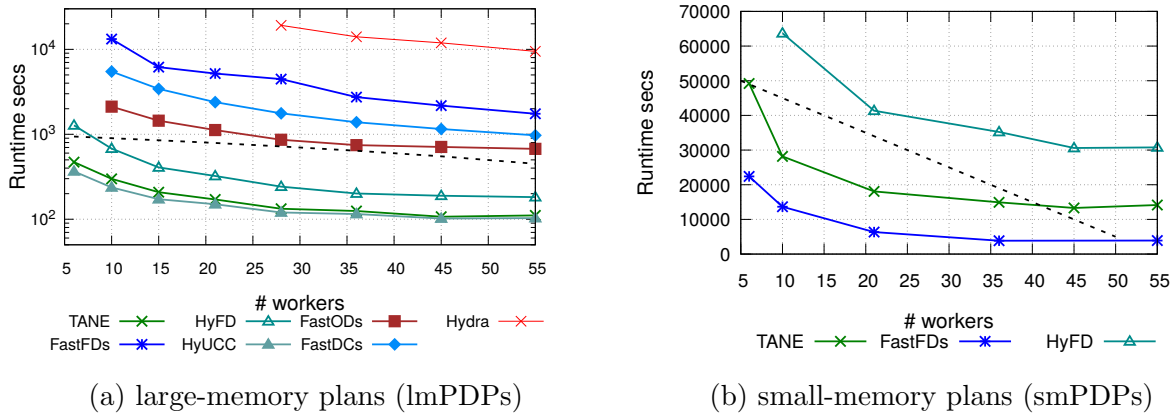 Runtime secs
10^4
10^3
10^2
5 10 15 20 25 30 35 40 45 50 55
# workers
TANE HyFD FastODs Hydra
FastFDs HyUCC FastDCs
(a) large-memory plans (lmPDPs)
Runtime secs
70000
60000
50000
40000
30000
20000
10000
0
5 10 15 20 25 30 35 40 45 50 55
# workers
TANE FastFDs HyFD
(b) small-memory plans (smPDPs)